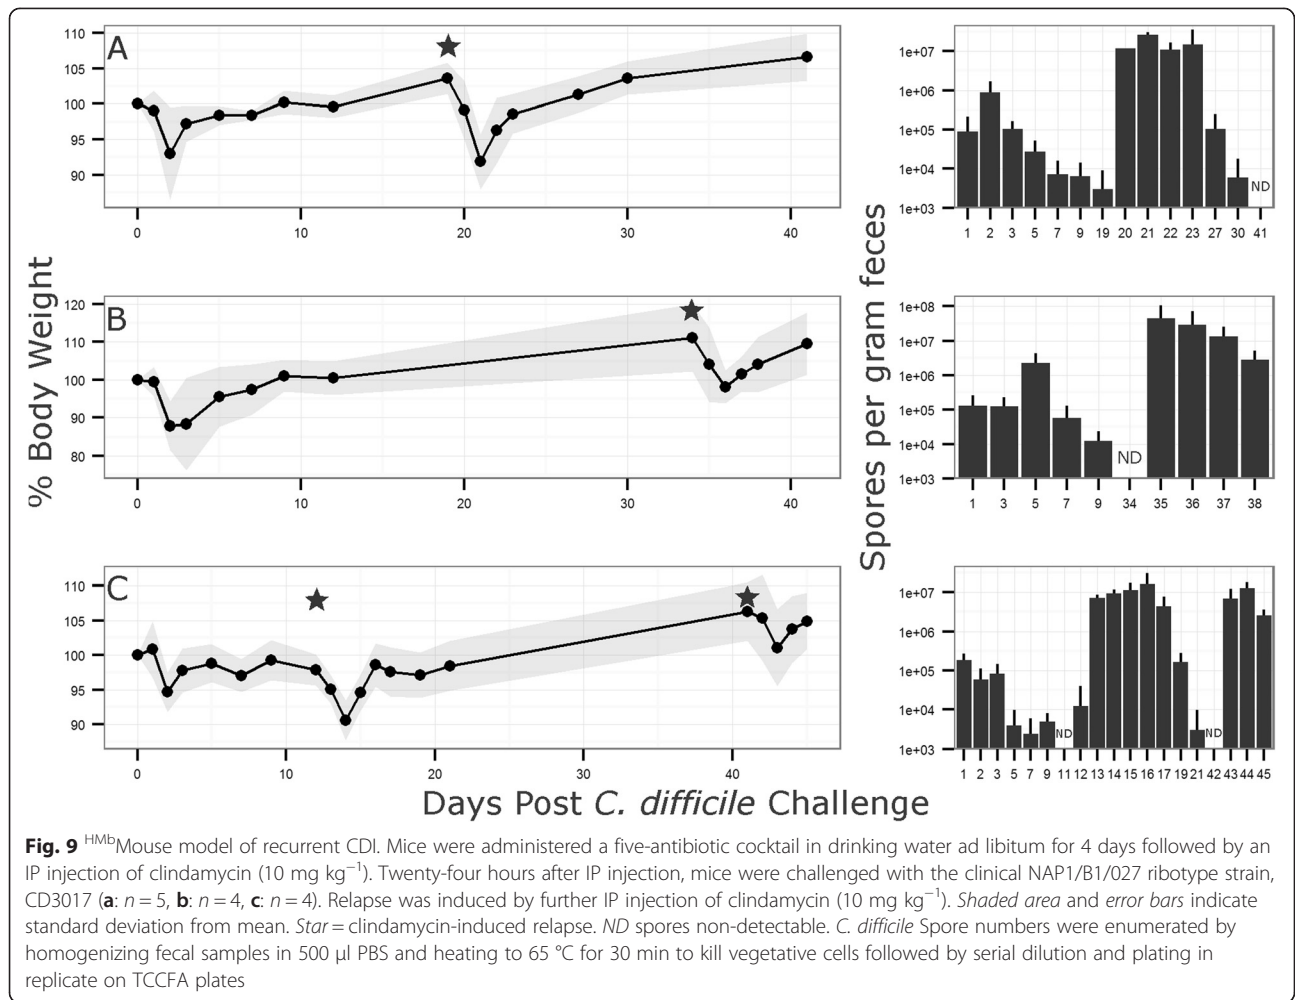 A
110
105
100
95
90
0
10
20
30
40
1e+07
1e+06
1e+05
1e+04
1e+03
ND
1 2 3 5 7 9 19 20 21 22 23 27 30 41
% Body Weight
Spores per gram feces
B
120
110
100
90
80
0
10
20
30
40
1e+08
1e+07
1e+06
1e+05
1e+04
1e+03
ND
1 3 5 7 9 34 35 36 37 38
C
110
105
100
95
90
0
10
20
30
40
1e+07
1e+06
1e+05
1e+04
1e+03
ND
ND
1 2 3 5 7 9 11 12 13 14 15 16 17 19 21 42 43 44 45
Days Post C. difficile Challenge
Fig. 9 HMbMouse model of recurrent CDI. Mice were administered a five-antibiotic cocktail in drinking water ad libitum for 4 days followed by an
IP injection of clindamycin (10 mg kg−1). Twenty-four hours after IP injection, mice were challenged with the clinical NAP1/B1/027 ribotype strain,
CD3017 (a: n = 5, b: n = 4, c: n = 4). Relapse was induced by further IP injection of clindamycin (10 mg kg−1). Shaded area and error bars indicate
standard deviation from mean. Star = clindamycin-induced relapse. ND spores non-detectable. C. difficile Spore numbers were enumerated by
homogenizing fecal samples in 500 μl PBS and heating to 65 °C for 30 min to kill vegetative cells followed by serial dilution and plating in
replicate on TCCFA plates